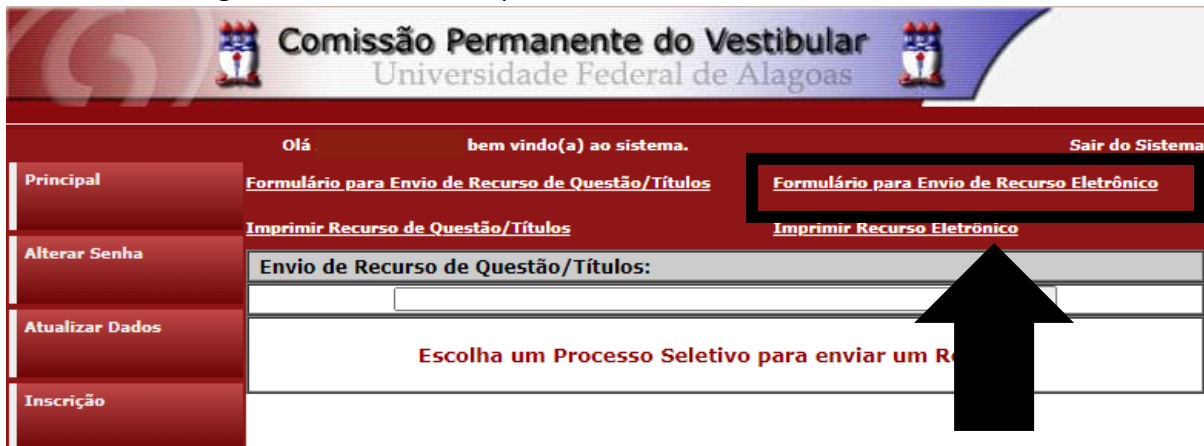 Comissão Permanente do Vestibular
Universidade Federal de Alagoas
Olá bem vindo(a) ao sistema. Sair do Sistema
Principal
Formulário para Envio de Recurso de Questão/Títulos Formulário para Envio de Recurso Eletrônico
Imprimir Recurso de Questão/Títulos Imprimir Recurso Eletrônico
Alterar Senha
Envio de Recurso de Questão/Títulos:
Atualizar Dados
Escolha um Processo Seletivo para enviar um
Inscrição